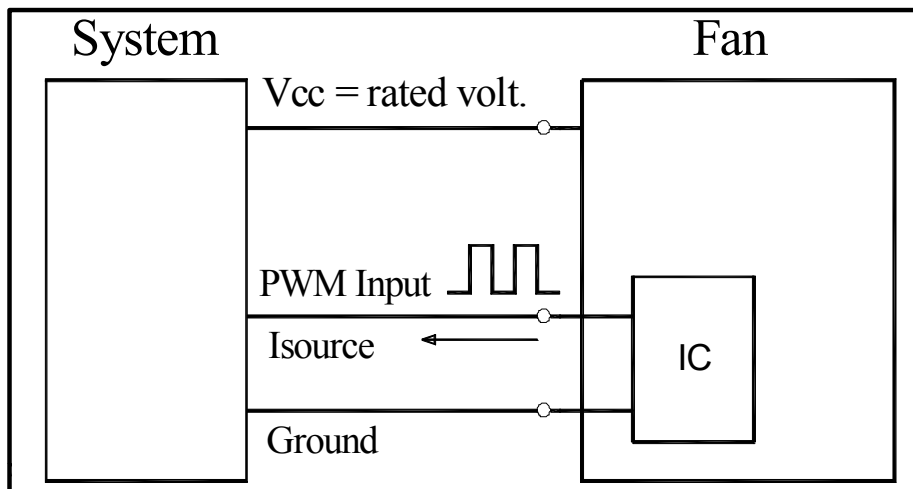 System
Fan
Vcc = rated volt.
PWM Input
Isource
IC
Ground